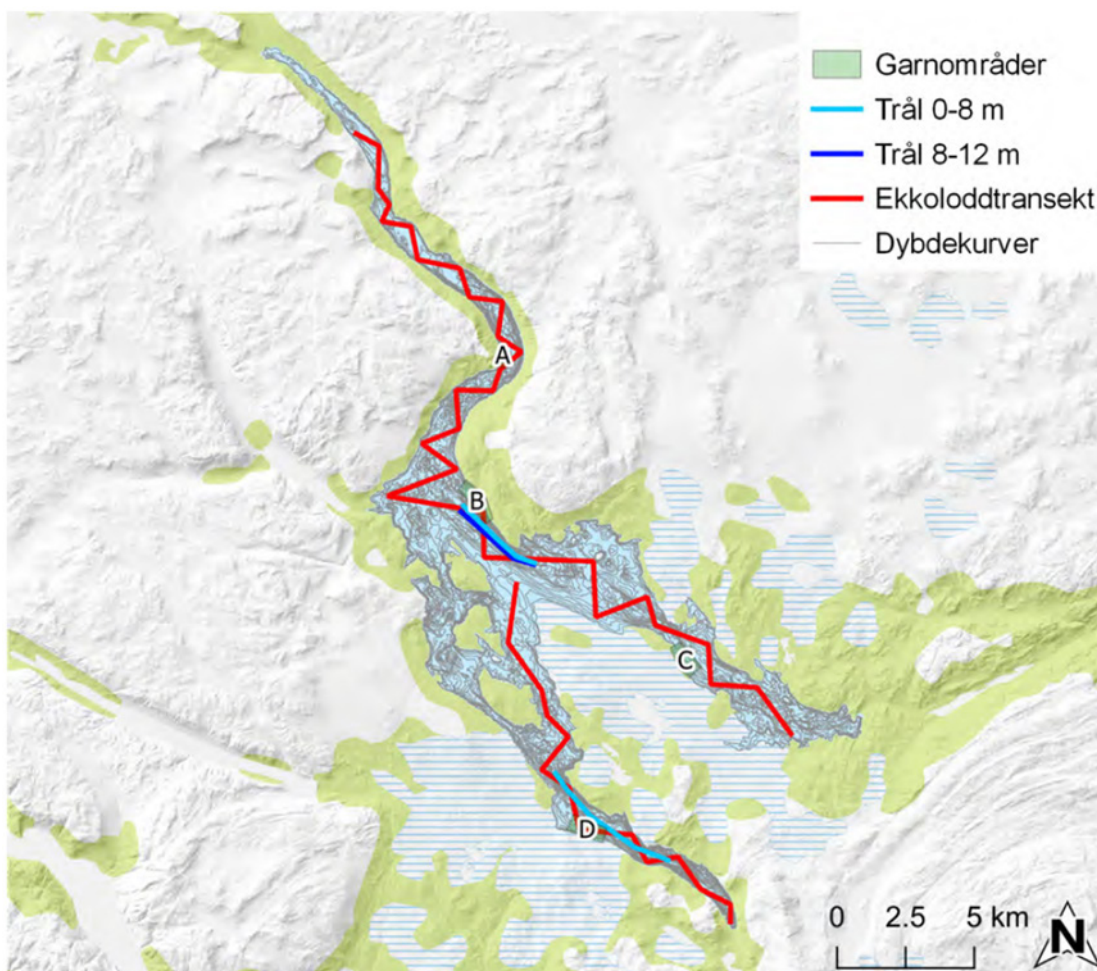 Garnområder
Trål 0-8 m
Trål 8-12 m
Ekkoloddtransekt
Dybdekurver
A
B
C
D
0 2.5 5 km
N